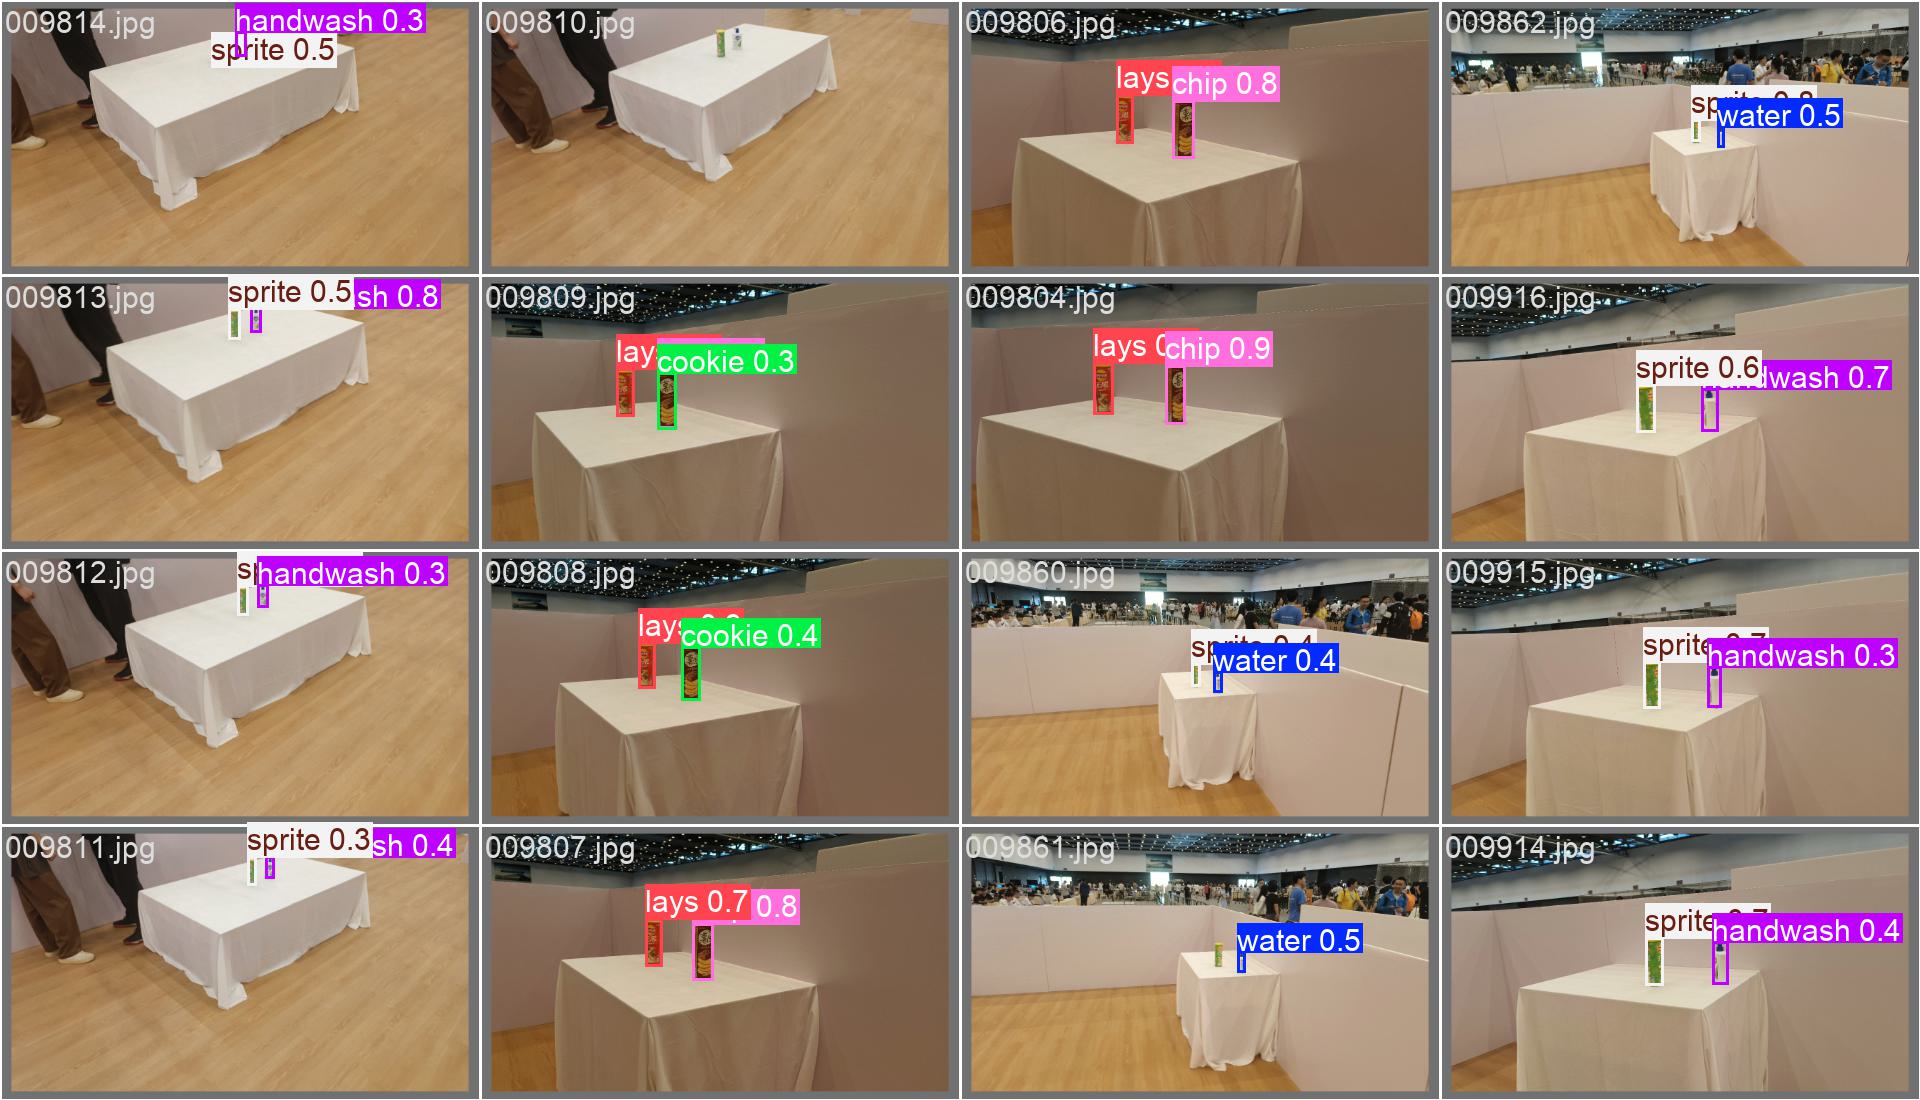 009814.jpg
handwash 0.3
sprite 0.5
009810.jpg
009806.jpg
lays
chip 0.8
009862.jpg
water 0.5
009813.jpg
sprite 0.5
sh 0.8
009809.jpg
lay
cookie 0.3
009804.jpg
lays
chip 0.9
009916.jpg
sprite 0.6
handwash 0.7
009812.jpg
handwash 0.3
009808.jpg
lays
cookie 0.4
009860.jpg
water 0.4
009915.jpg
sprite
handwash 0.3
009811.jpg
sprite 0.3
sh 0.4
009807.jpg
lays 0.7
0.8
009861.jpg
water 0.5
009914.jpg
sprite
handwash 0.4